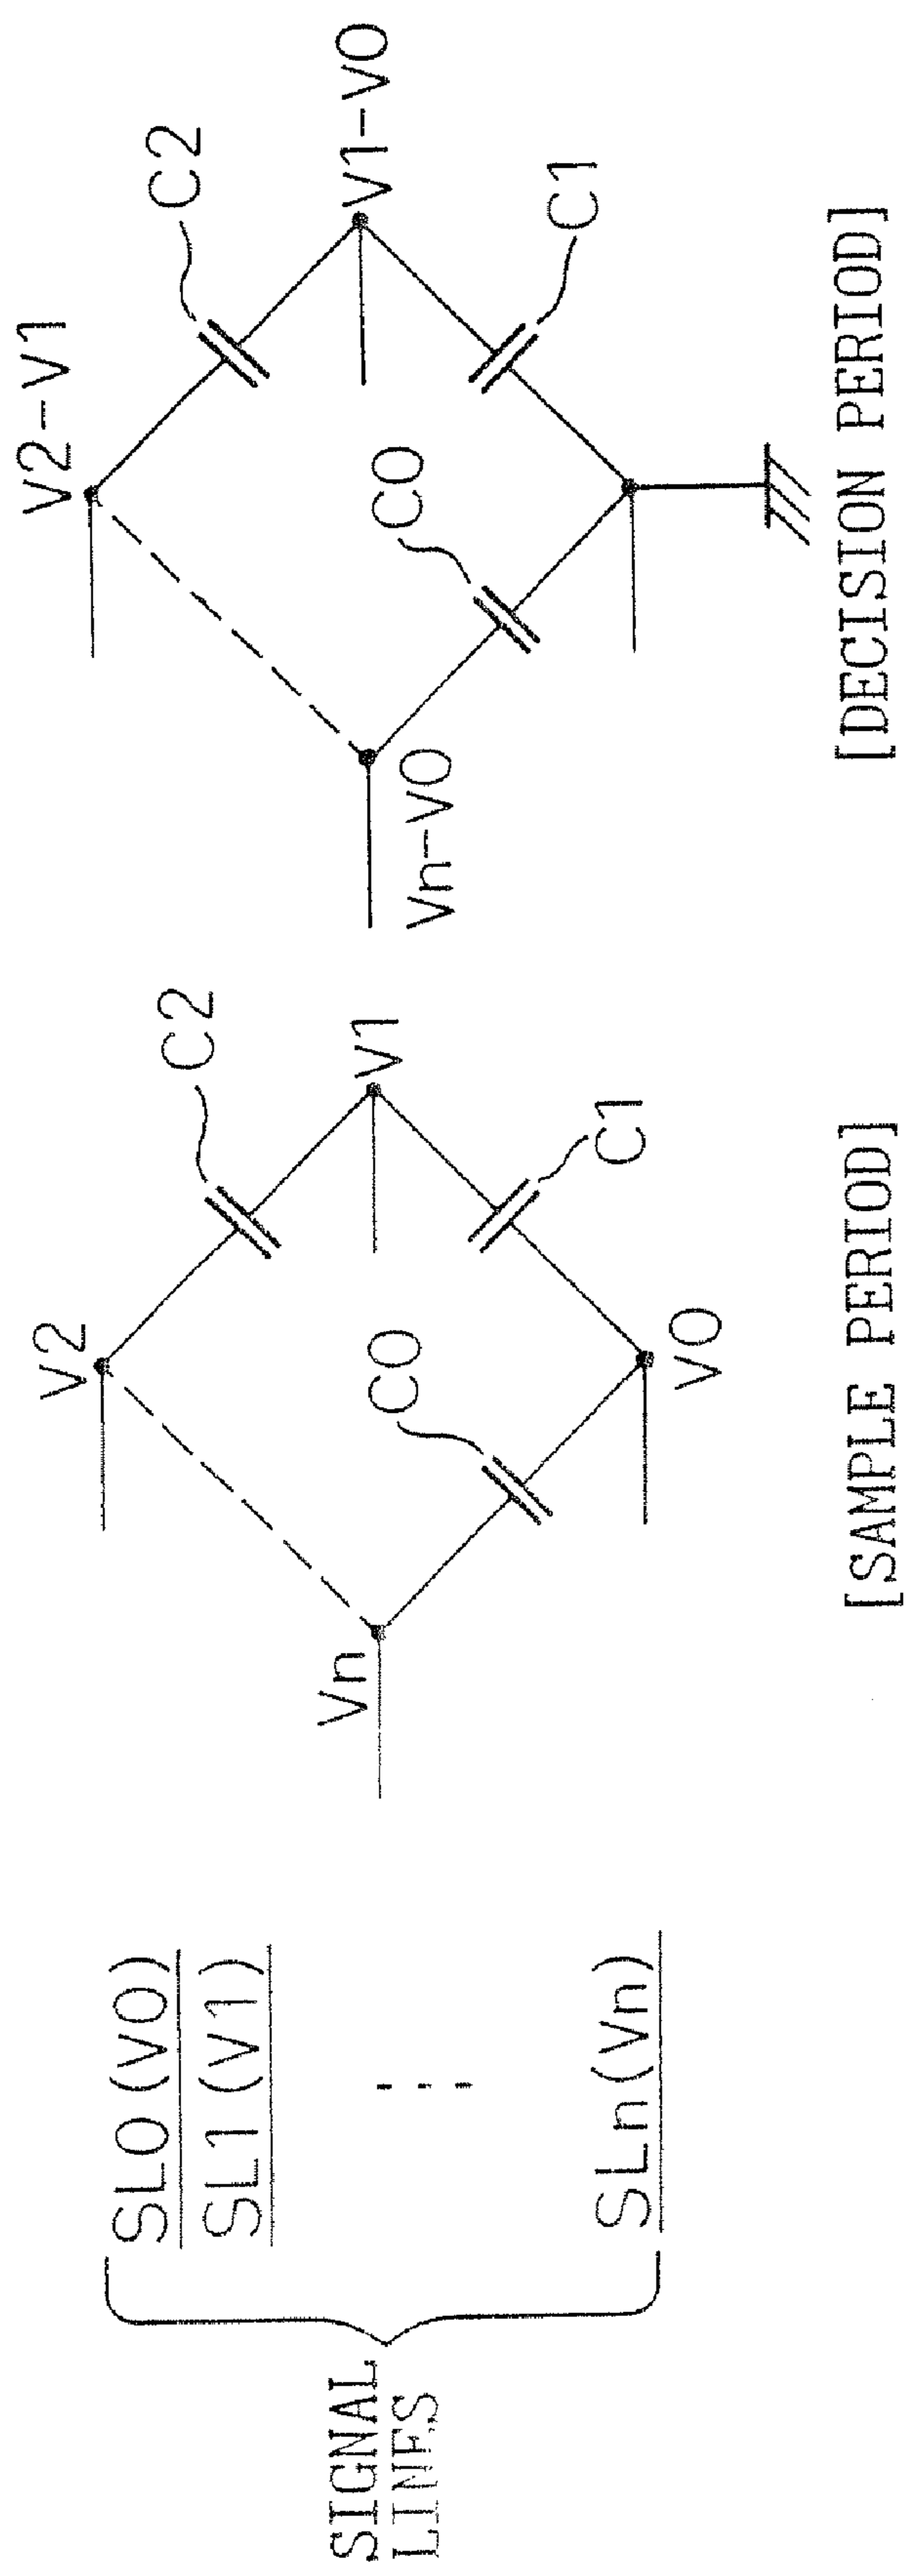 SIGNAL
LINES
SL0 (V0)
SL1 (V1)
SLn (Vn)
V2
C2
V1
C0
C1
Vn
V0
[SAMPLE PERIOD]
V2-V1
C2
V1-V0
C0
C1
Vn-V0
[DECISION PERIOD]